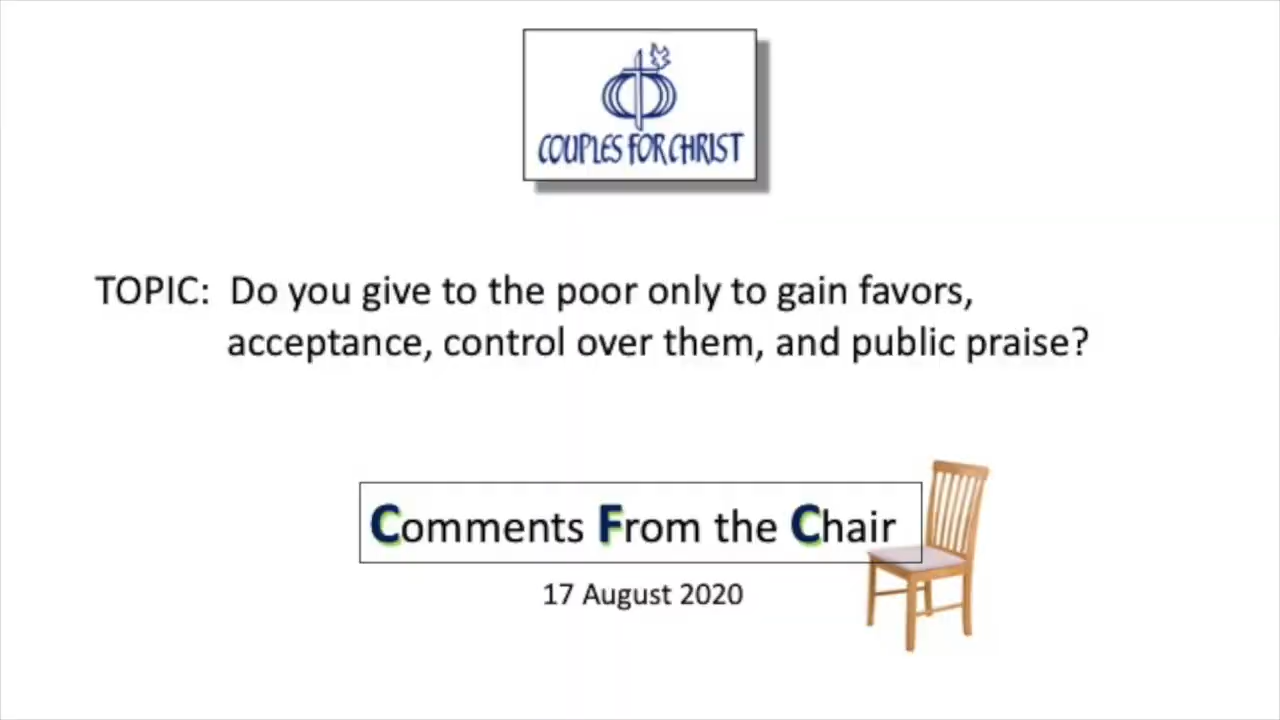 COUPLES FOR CHRIST
TOPIC: Do you give to the poor only to gain favors,
acceptance, control over them, and public praise?
Comments From the Chair
17 August 2020